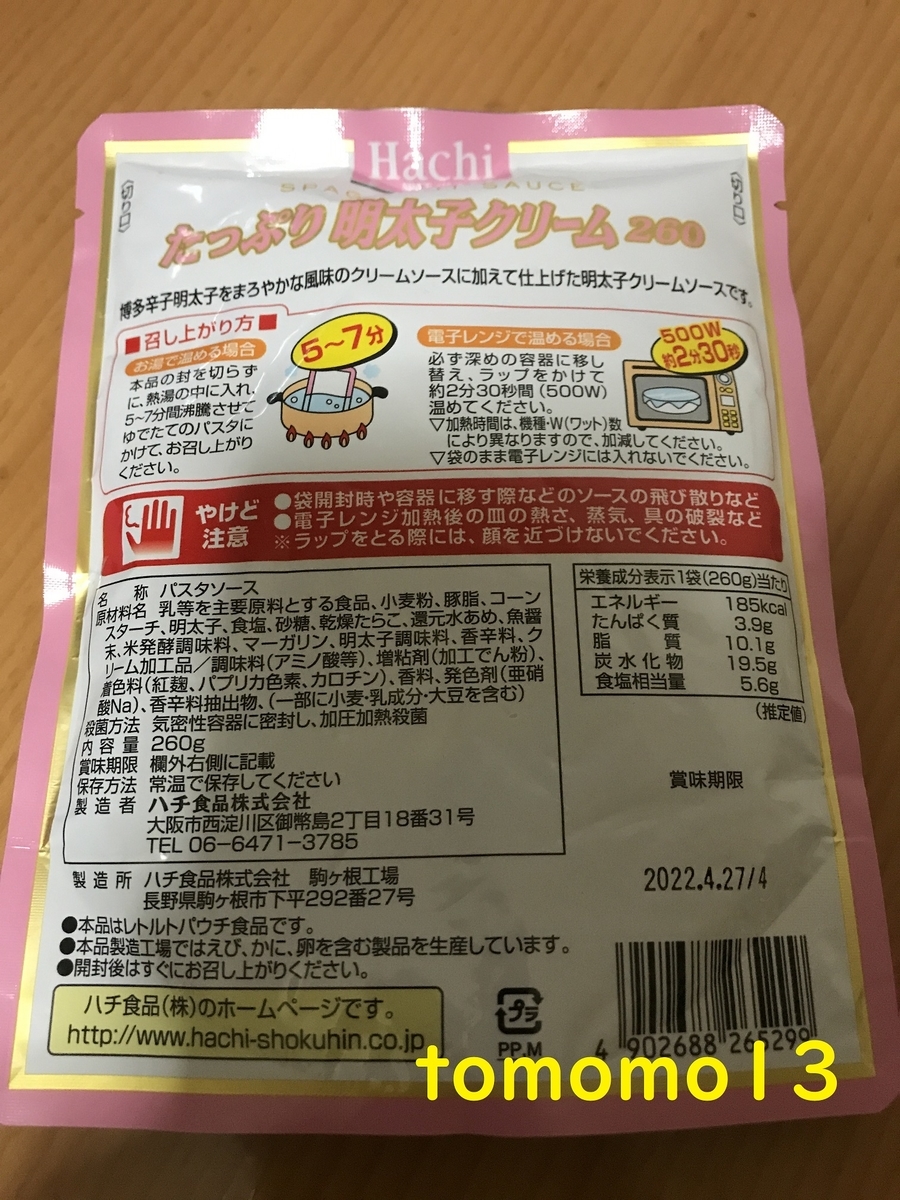 Hachi
SPAGHETTI SAUCE
たっぷり 明太子クリーム 260
博多辛子明太子をまろやかな風味のクリームソースに加えて仕上げた明太子クリームソースです。
■召し上がり方■
お湯で温める場合
本品の封を切らず
に、熱湯の中に入れ、
5~7分間沸騰させて
ゆでたてのパスタに
かけて、お召し上がり
ください。
5~7分
電子レンジで温める場合
必ず深めの容器に移し
替え、ラップをかけて
約2分30秒間(500W)
温めてください。
▽加熱時間は、機種・W(ワット)数
により異なりますので、加減してください。
▽袋のまま電子レンジには入れないでください。
500W
約2分30秒
やけど
注意
●袋開封時や容器に移す際などのソースの飛び散りなど
●電子レンジ加熱後の皿の熱さ、蒸気、具の破裂など
※ラップをとる際には、顔を近づけないでください。
名称 パスタソース
原材料名 乳等を主要原料とする食品、小麦粉、豚脂、コーン
スターチ、明太子、食塩、砂糖、乾燥たらこ、還元水あめ、魚醤
末、米発酵調味料、マーガリン、明太子調味料、香辛料、ク
リーム加工品/調味料(アミノ酸等)、増粘剤(加工でん粉)、
着色料(紅麹、パプリカ色素、カロチン)、香料、発色剤(亜硝
酸Na)、香辛料抽出物、(一部に小麦・乳成分・大豆を含む)
殺菌方法 気密性容器に密封し、加圧加熱殺菌
内容量 260g
賞味期限 欄外右側に記載
保存方法 常温で保存してください
製造者 ハチ食品株式会社
大阪市西淀川区御幣島2丁目18番31号
TEL 06-6471-3785
栄養成分表示1袋(260g)当たり
エネルギー 185kcal
たんぱく質 3.9g
脂質 10.1g
炭水化物 19.5g
食塩相当量 5.6g
(推定値)
賞味期限
2022.4.27/4
製造所 ハチ食品株式会社 駒ヶ根工場
長野県駒ヶ根市下平292番27号
●本品はレトルトパウチ食品です。
●本品製造工場ではえび、かに、卵を含む製品を生産しています。
●開封後はすぐにお召し上がりください。
ハチ食品(株)のホームページです。
http://www.hachi-shokuhin.co.jp
プラ
PP,M
4 902688 265299
tomomo13